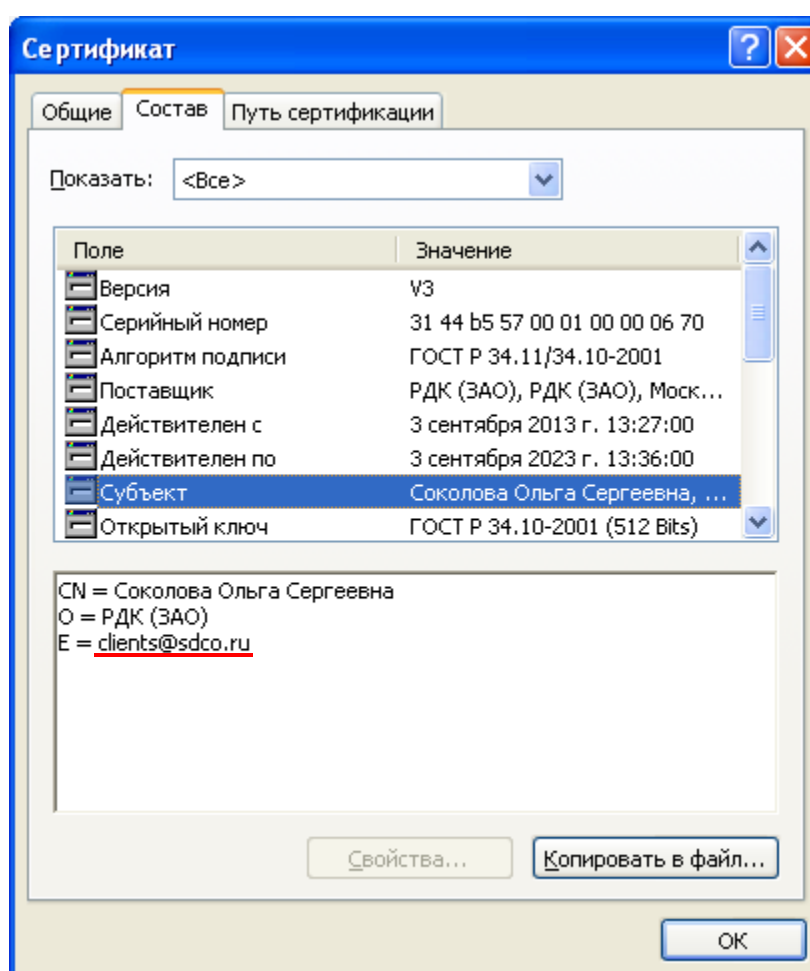 Сертификат
Общие Состав Путь сертификации
Показать: <Все>
Поле Значение
Версия V3
Серийный номер 31 44 b5 57 00 01 00 00 06 70
Алгоритм подписи ГОСТ Р 34.11/34.10-2001
Поставщик РДК (ЗАО), РДК (ЗАО), Моск...
Действителен с 3 сентября 2013 г. 13:27:00
Действителен по 3 сентября 2023 г. 13:36:00
Субъект Соколова Ольга Сергеевна, ...
Открытый ключ ГОСТ Р 34.10-2001 (512 Bits)
CN = Соколова Ольга Сергеевна
O = РДК (ЗАО)
E = clients@sdco.ru
Свойства... Копировать в файл...
ОК